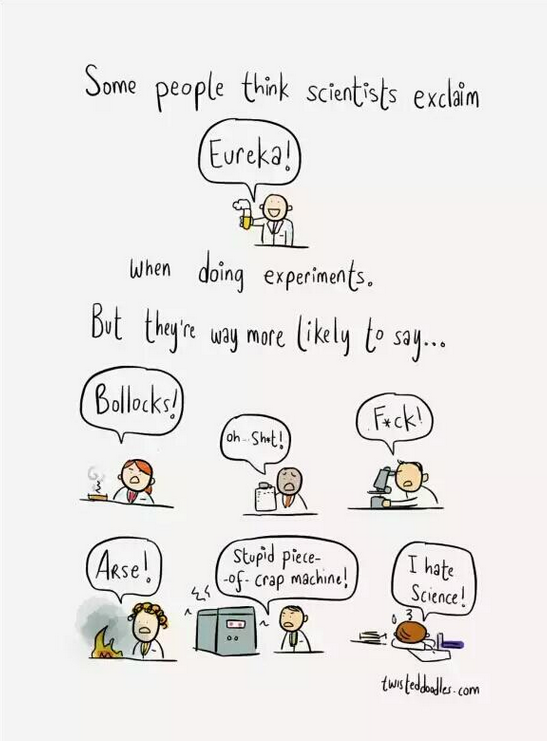 Some people think scientists exclaim
Eureka!
when doing experiments.
But they're way more likely to say...
Bollocks!
oh... Sh*t!
F*ck!
ARSE!
Stupid piece-
-of-crap machine!
I hate
Science!
twisteddoodles.com